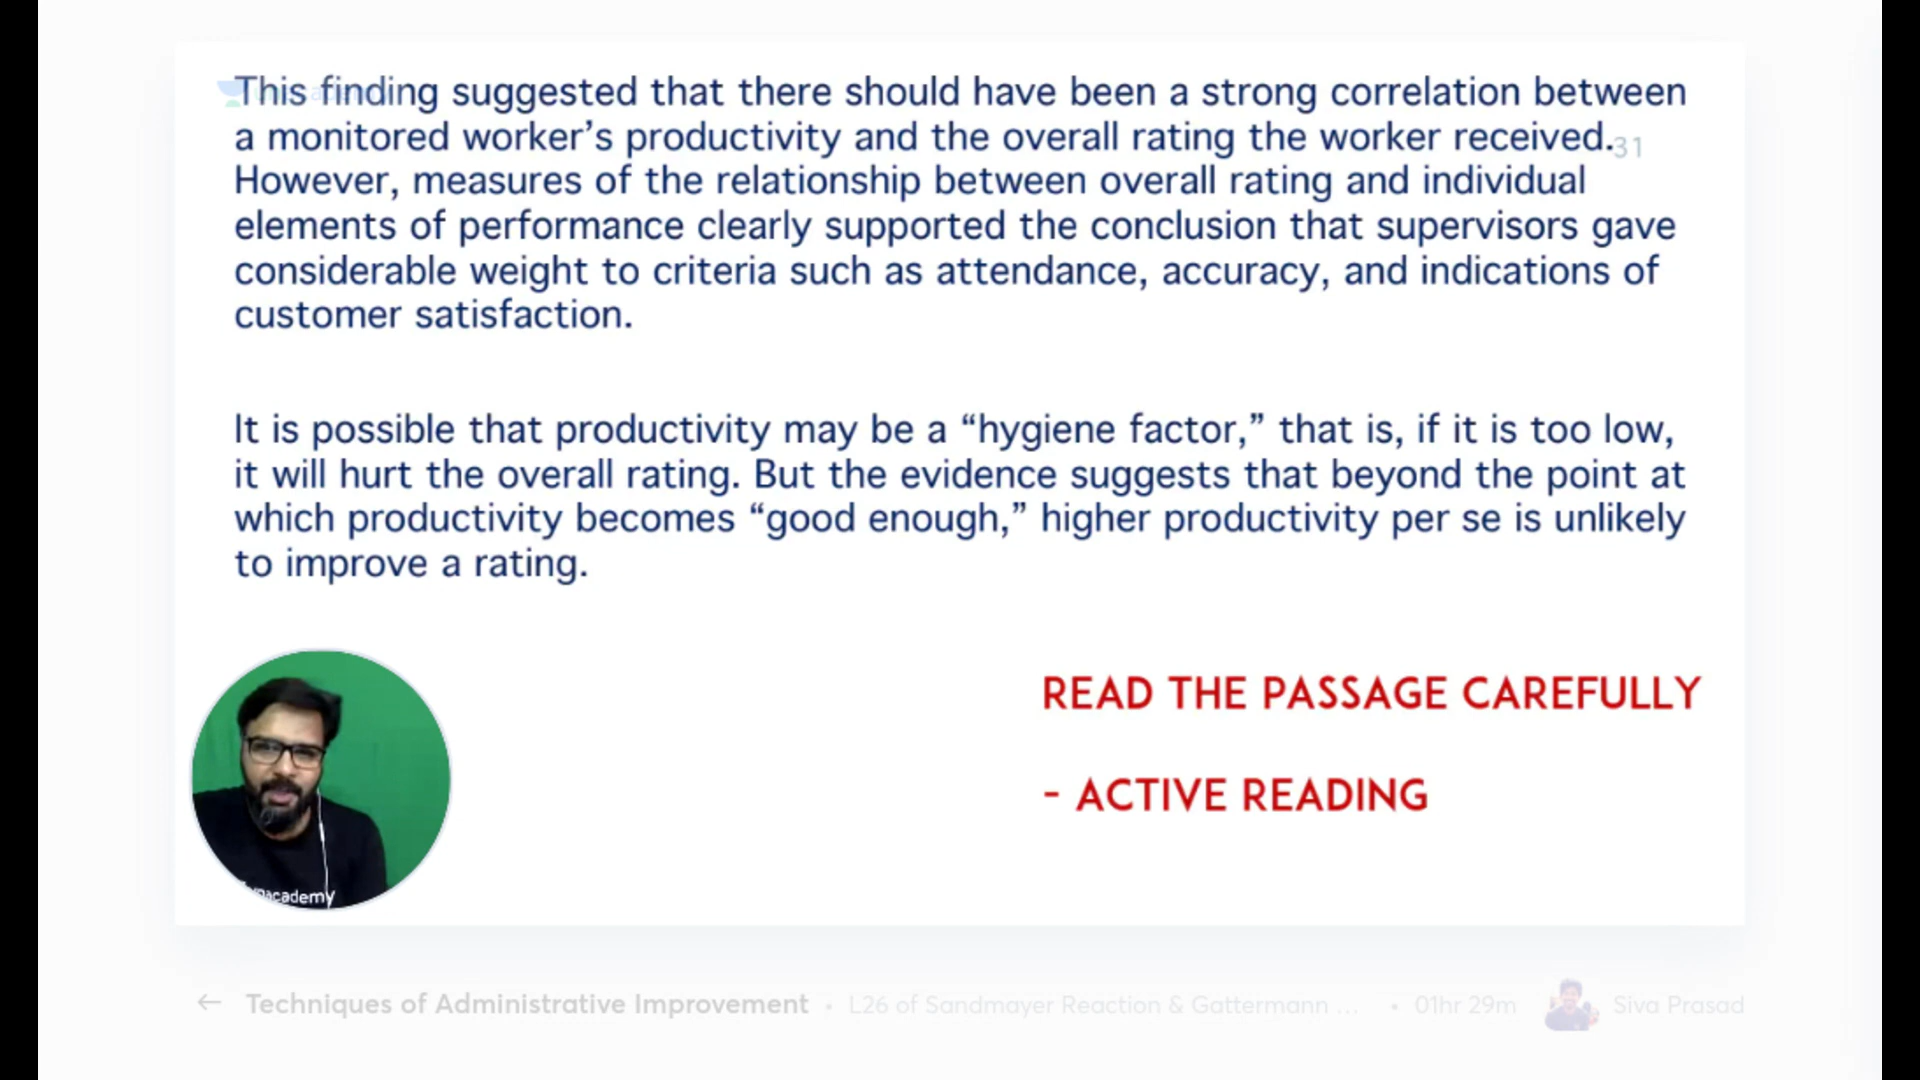 This finding suggested that there should have been a strong correlation between
a monitored worker’s productivity and the overall rating the worker received.
31
However, measures of the relationship between overall rating and individual
elements of performance clearly supported the conclusion that supervisors gave
considerable weight to criteria such as attendance, accuracy, and indications of
customer satisfaction.
It is possible that productivity may be a “hygiene factor,” that is, if it is too low,
it will hurt the overall rating. But the evidence suggests that beyond the point at
which productivity becomes “good enough,” higher productivity per se is unlikely
to improve a rating.
READ THE PASSAGE CAREFULLY
- ACTIVE READING
← Techniques of Administrative Improvement • L26 of Sandmayer Reaction & Gattermann ... • 01hr 29m Siva Prasad